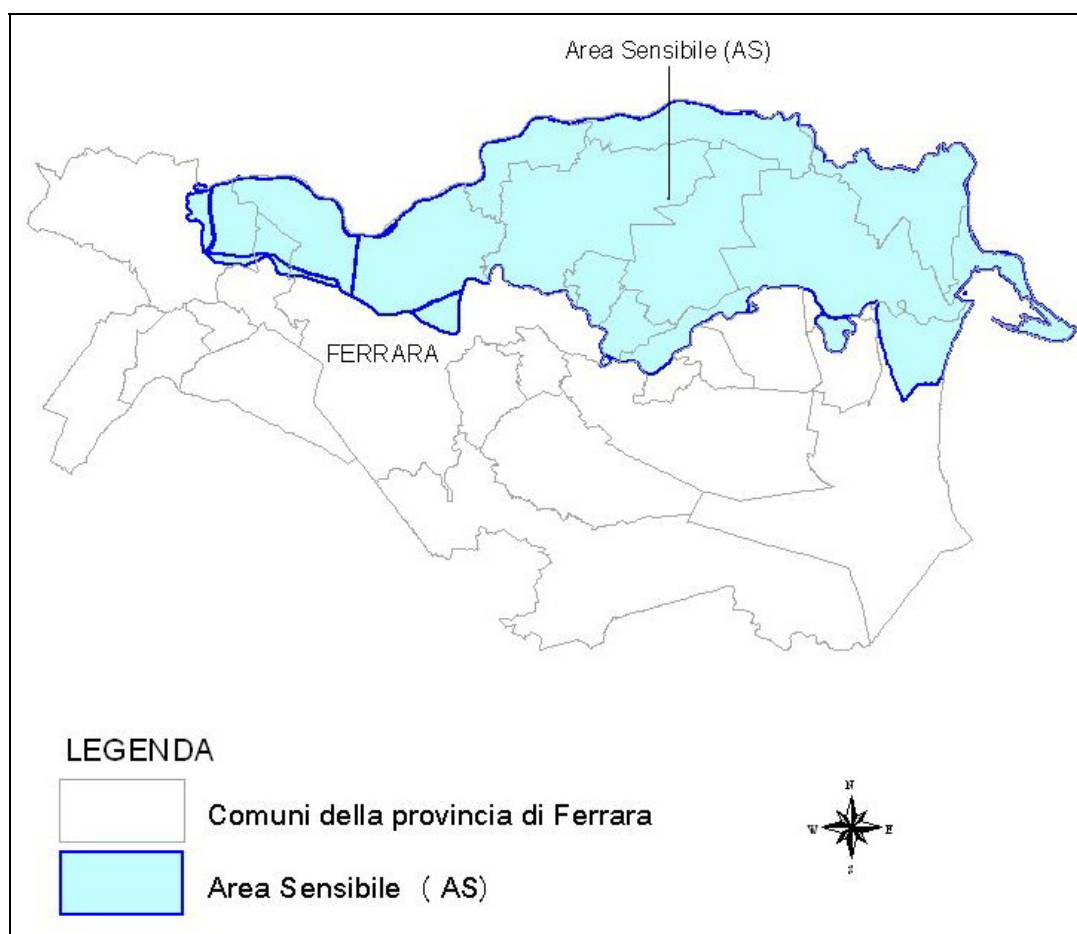 Area Sensibile (AS)
FERRARA
LEGENDA
Comuni della provincia di Ferrara
Area Sensibile ( AS)
N
W E
S